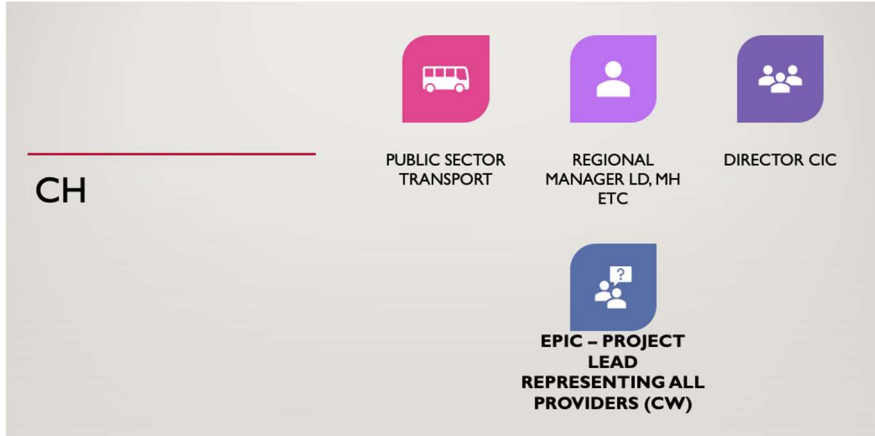 CH
PUBLIC SECTOR
TRANSPORT
REGIONAL
MANAGER LD, MH
ETC
DIRECTOR CIC
?
EPIC – PROJECT
LEAD
REPRESENTING ALL
PROVIDERS (CW)